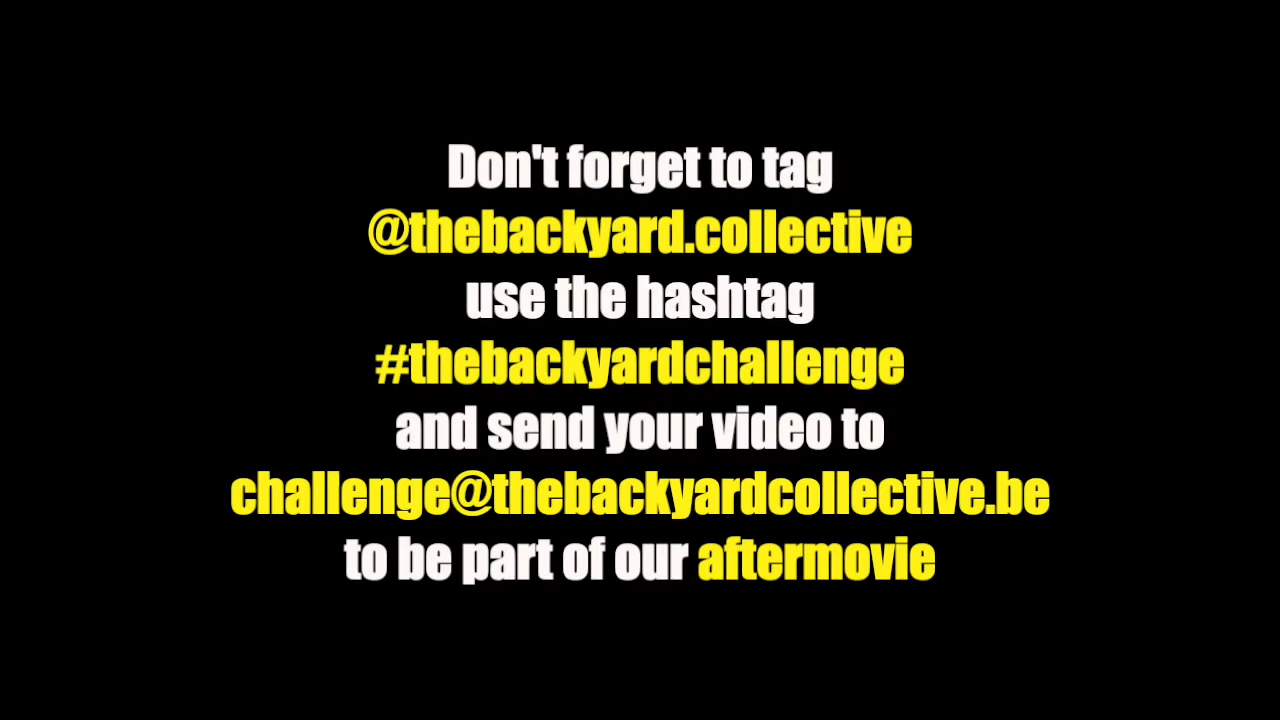 Don't forget to tag
@thebackyard.collective
use the hashtag
#thebackyardchallenge
and send your video to
challenge@thebackyardcollective.be
to be part of our aftermovie